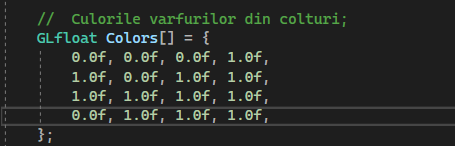 //  Culorile varfurilor din colturi;
GLfloat Colors[] = {
    0.0f, 0.0f, 0.0f, 1.0f,
    1.0f, 0.0f, 1.0f, 1.0f,
    1.0f, 1.0f, 1.0f, 1.0f,
    0.0f, 1.0f, 1.0f, 1.0f,
};